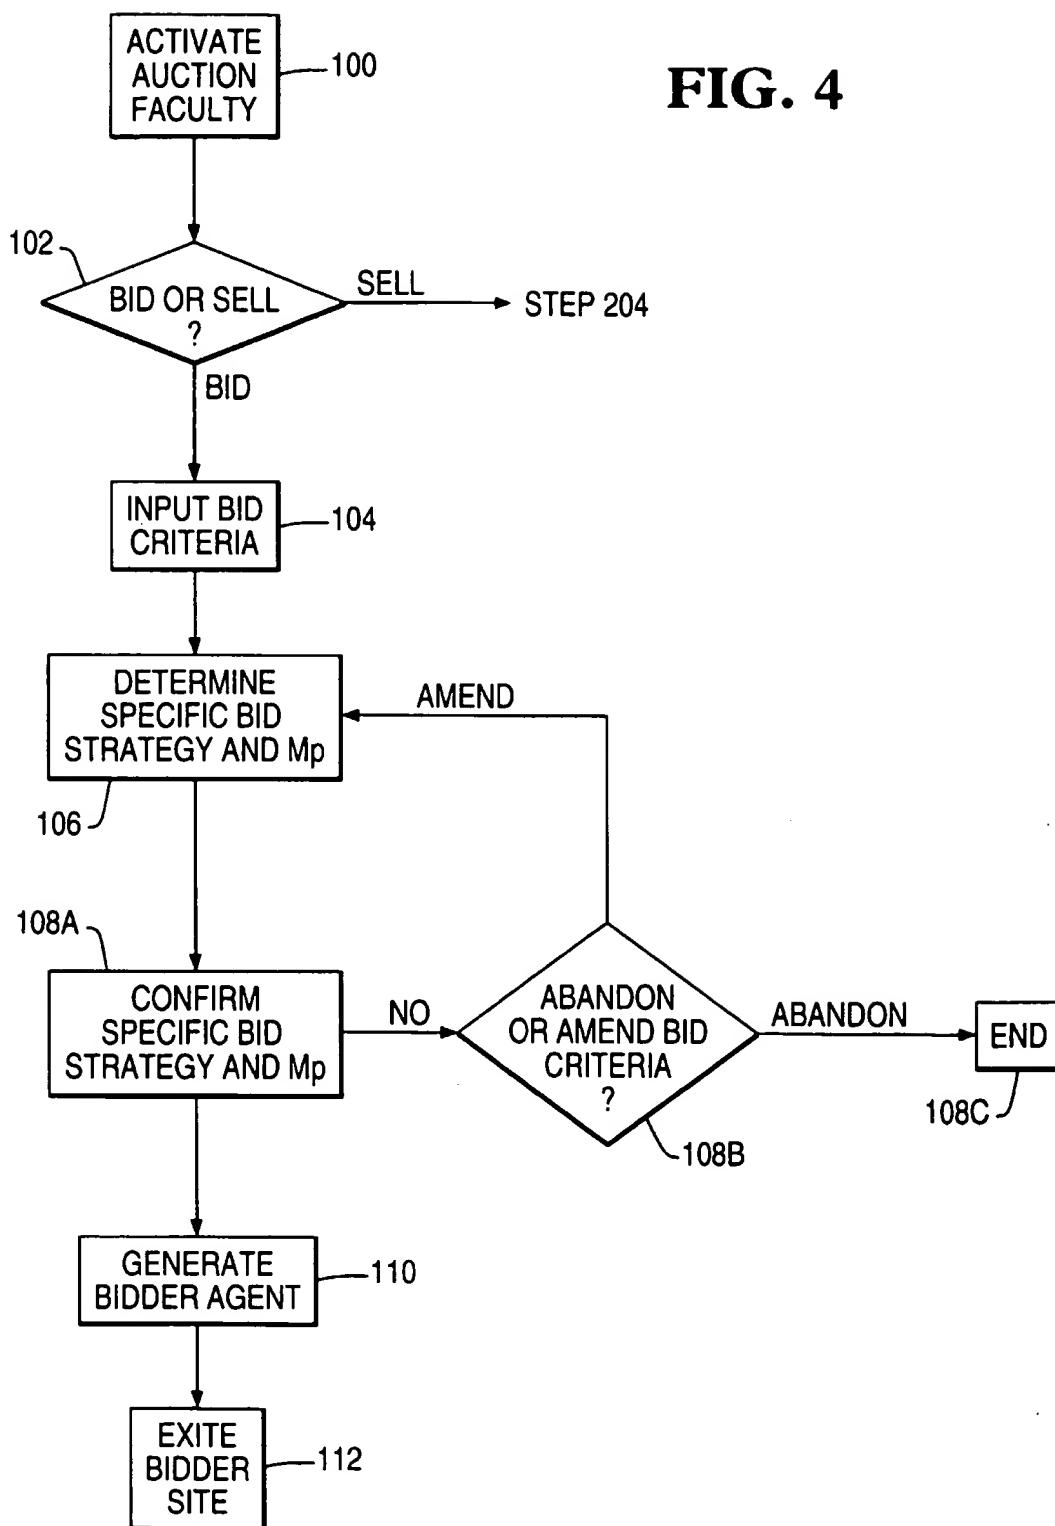 ACTIVATE
AUCTION
FACULTY
100
FIG. 4
102
BID OR SELL
?
SELL
STEP 204
BID
INPUT BID
CRITERIA
104
DETERMINE
SPECIFIC BID
STRATEGY AND Mp
AMEND
106
108A
CONFIRM
SPECIFIC BID
STRATEGY AND Mp
NO
ABANDON
OR AMEND BID
CRITERIA
?
ABANDON
END
108C
108B
GENERATE
BIDDER AGENT
110
EXITE
BIDDER
SITE
112